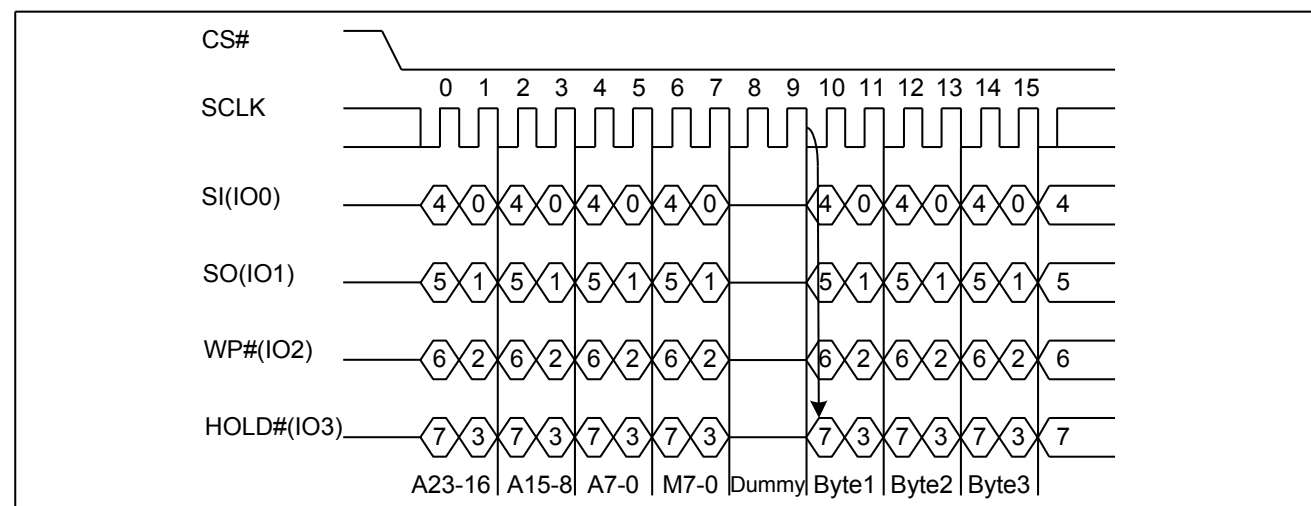 CS#
0 1 2 3 4 5 6 7 8 9 10 11 12 13 14 15
SCLK
SI(IO0) 4 0 4 0 4 0 4 0 4 0 4 0 4 0 4
SO(IO1) 5 1 5 1 5 1 5 1 5 1 5 1 5 1 5
WP#(IO2) 6 2 6 2 6 2 6 2 6 2 6 2 6 2 6
HOLD#(IO3) 7 3 7 3 7 3 7 3 7 3 7 3 7 3 7
A23-16 A15-8 A7-0 M7-0 Dummy Byte1 Byte2 Byte3